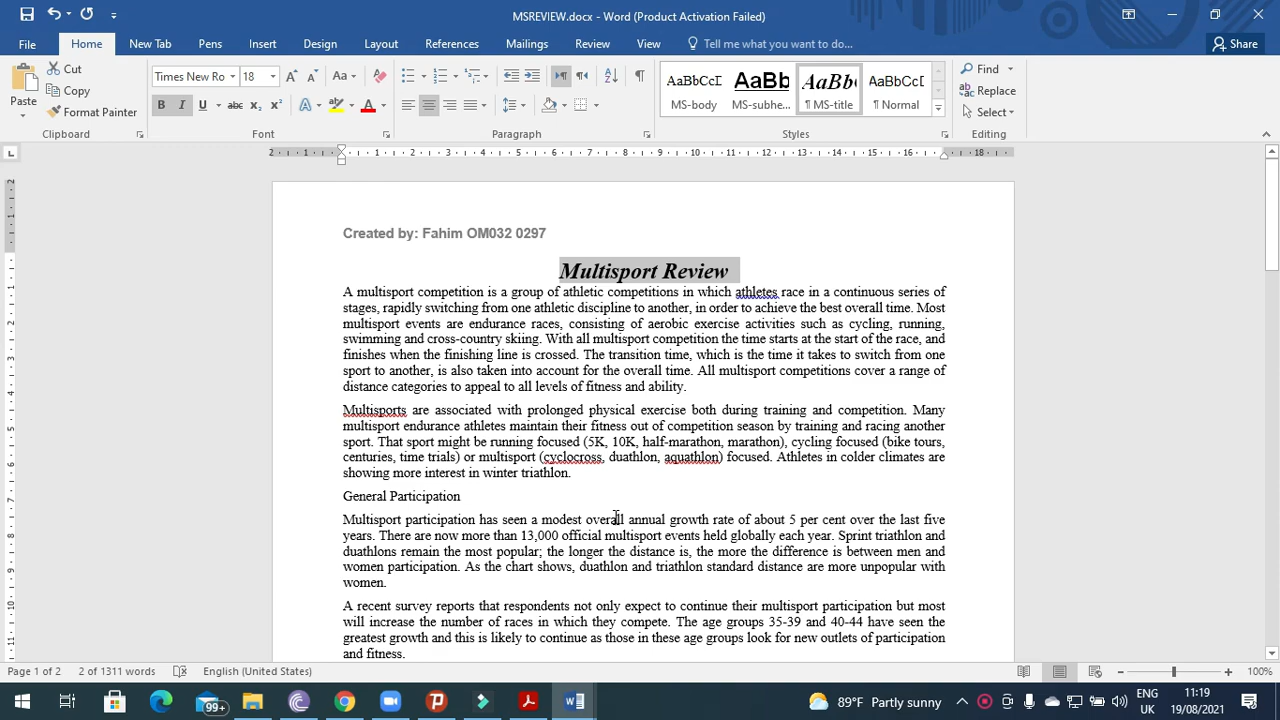 MSREVIEW.docx - Word (Product Activation Failed)
File Home New Tab Pens Insert Design Layout References Mailings Review View Tell me what you want to do... Share
Paste
Cut
Copy
Format Painter
Clipboard
Times New Ro 18
Font
Paragraph
AaBbCcI AaBb AaBb( AaBbCcI
MS-body MS-subhe... ¶ MS-title ¶ Normal
Styles
Find
Replace
Select
Editing
2 1 1 2 3 4 5 6 7 8 9 10 11 12 13 14 15 16 18
Created by: Fahim OM032 0297
Multisport Review
A multisport competition is a group of athletic competitions in which athletes race in a continuous series of
stages, rapidly switching from one athletic discipline to another, in order to achieve the best overall time. Most
multisport events are endurance races, consisting of aerobic exercise activities such as cycling, running,
swimming and cross-country skiing. With all multisport competition the time starts at the start of the race, and
finishes when the finishing line is crossed. The transition time, which is the time it takes to switch from one
sport to another, is also taken into account for the overall time. All multisport competitions cover a range of
distance categories to appeal to all levels of fitness and ability.
Multisports are associated with prolonged physical exercise both during training and competition. Many
multisport endurance athletes maintain their fitness out of competition season by training and racing another
sport. That sport might be running focused (5K, 10K, half-marathon, marathon), cycling focused (bike tours,
centuries, time trials) or multisport (cyclocross, duathlon, aquathlon) focused. Athletes in colder climates are
showing more interest in winter triathlon.
General Participation
Multisport participation has seen a modest overall annual growth rate of about 5 per cent over the last five
years. There are now more than 13,000 official multisport events held globally each year. Sprint triathlon and
duathlons remain the most popular; the longer the distance is, the more the difference is between men and
women participation. As the chart shows, duathlon and triathlon standard distance are more unpopular with
women.
A recent survey reports that respondents not only expect to continue their multisport participation but most
will increase the number of races in which they compete. The age groups 35-39 and 40-44 have seen the
greatest growth and this is likely to continue as those in these age groups look for new outlets of participation
and fitness.
Page 1 of 2 2 of 1311 words English (United States) 100%
99+
89°F Partly sunny
ENG
UK
11:19
19/08/2021